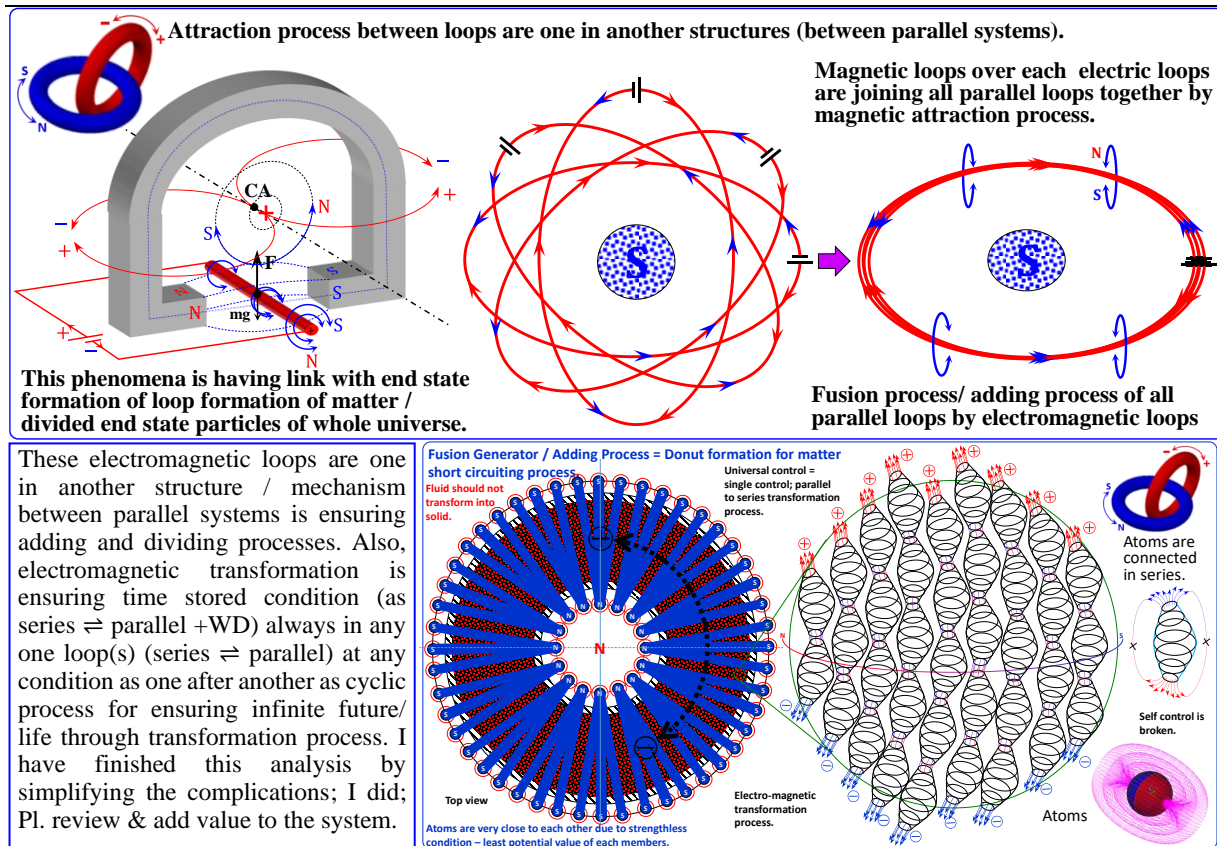 Attraction process between loops are one in another structures (between parallel systems).
− +
S N
Magnetic loops over each electric loops
are joining all parallel loops together by
magnetic attraction process.
CA
+
N
S
−
+
−
+
F
mg
N
S
N
S
S
N
+
−
S
N
S
S
This phenomena is having link with end state
formation of loop formation of matter /
divided end state particles of whole universe.
Fusion process/ adding process of all
parallel loops by electromagnetic loops
These electromagnetic loops are one
in another structure / mechanism
between parallel systems is ensuring
adding and dividing processes. Also,
electromagnetic transformation is
ensuring time stored condition (as
series ⇌ parallel +WD) always in any
one loop(s) (series ⇌ parallel) at any
condition as one after another as cyclic
process for ensuring infinite future/
life through transformation process. I
have finished this analysis by
simplifying the complications; I did;
Pl. review & add value to the system.
Fusion Generator / Adding Process = Donut formation for matter
short circuiting process
Fluid should not
transform into
solid.
Universal control =
single control; parallel
to series transformation
process.
N
Top view
Electro-magnetic
transformation
process.
Atoms are very close to each other due to strengthless
condition – least potential value of each members.
N
S
− +
S N
Atoms are
connected
in series.
Self control is
broken.
Atoms